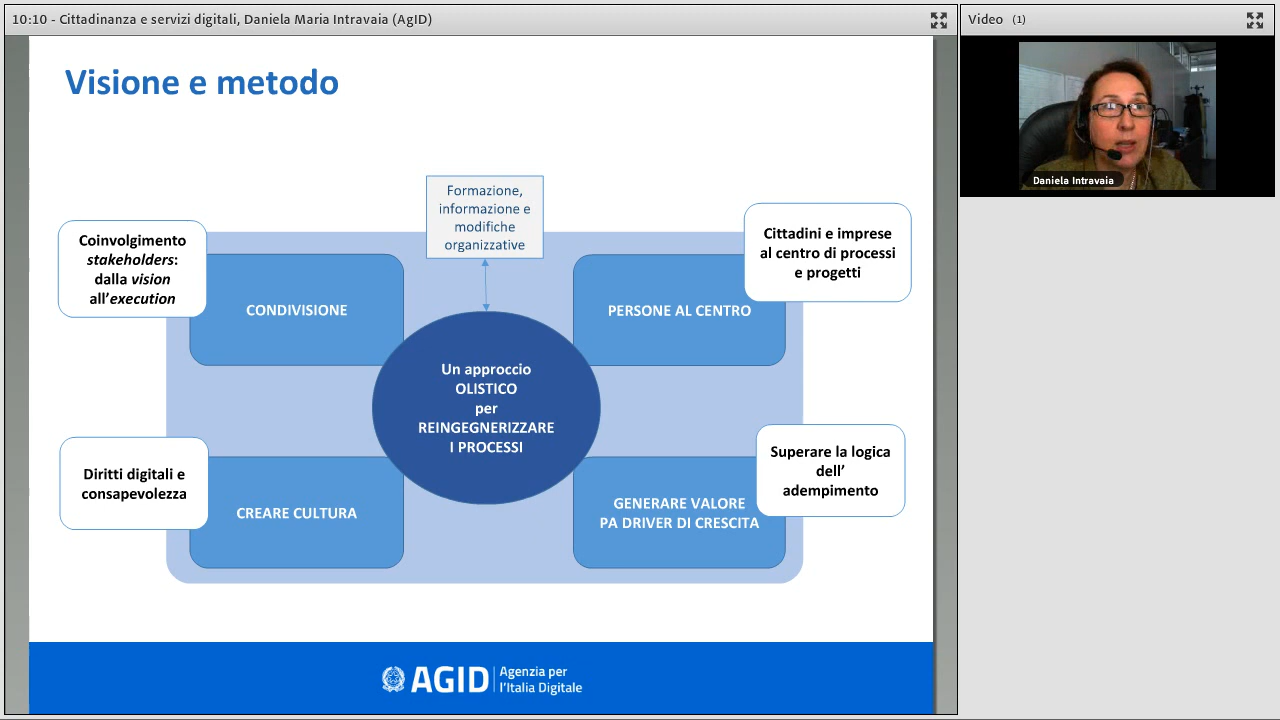 10:10 - Cittadinanza e servizi digitali, Daniela Maria Intravaia (AgID)
Video (1)
Daniela Intravaia
Visione e metodo
Formazione,
informazione e
modifiche
organizzative
Coinvolgimento
stakeholders:
dalla vision
all’execution
CONDIVISIONE
Cittadini e imprese
al centro di processi
e progetti
PERSONE AL CENTRO
Un approccio
OLISTICO
per
REINGEGNERIZZARE
I PROCESSI
Diritti digitali e
consapevolezza
CREARE CULTURA
Superare la logica
dell’
adempimento
GENERARE VALORE
PA DRIVER DI CRESCITA
AGID
Agenzia per
l’Italia Digitale